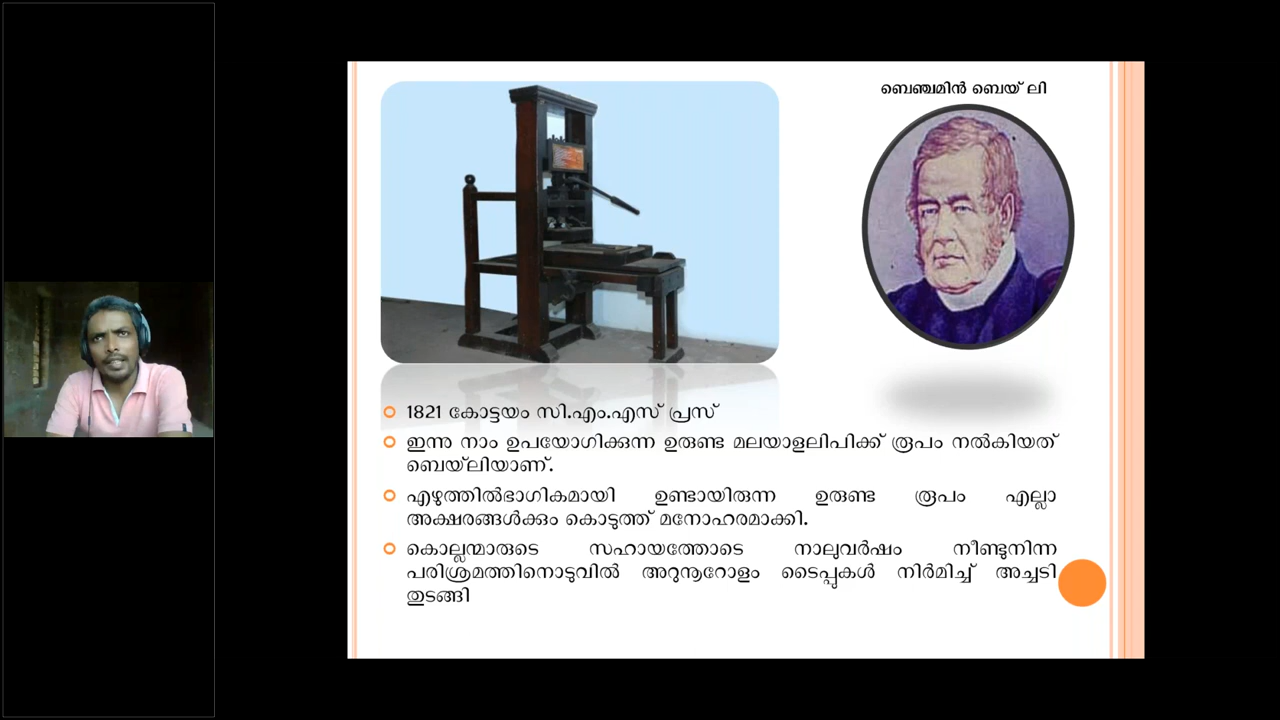 ബെഞ്ചമിൻ ബെയ് ലി
1821 കോട്ടയം സി.എം.എസ് പ്രസ്
ഇന്നു നാം ഉപയോഗിക്കുന്ന ഉരുണ്ട മലയാളലിപിക്ക് രൂപം നൽകിയത്
ബെയ്‌ലിയാണ്.
എഴുത്തിൽഭാഗികമായി ഉണ്ടായിരുന്ന ഉരുണ്ട രൂപം എല്ലാ
അക്ഷരങ്ങൾക്കും കൊടുത്ത് മനോഹരമാക്കി.
കൊല്ലന്മാരുടെ സഹായത്തോടെ നാലുവർഷം നീണ്ടുനിന്ന
പരിശ്രമത്തിനൊടുവിൽ അറുനൂറോളം ടൈപ്പുകൾ നിർമിച്ച് അച്ചടി
തുടങ്ങി